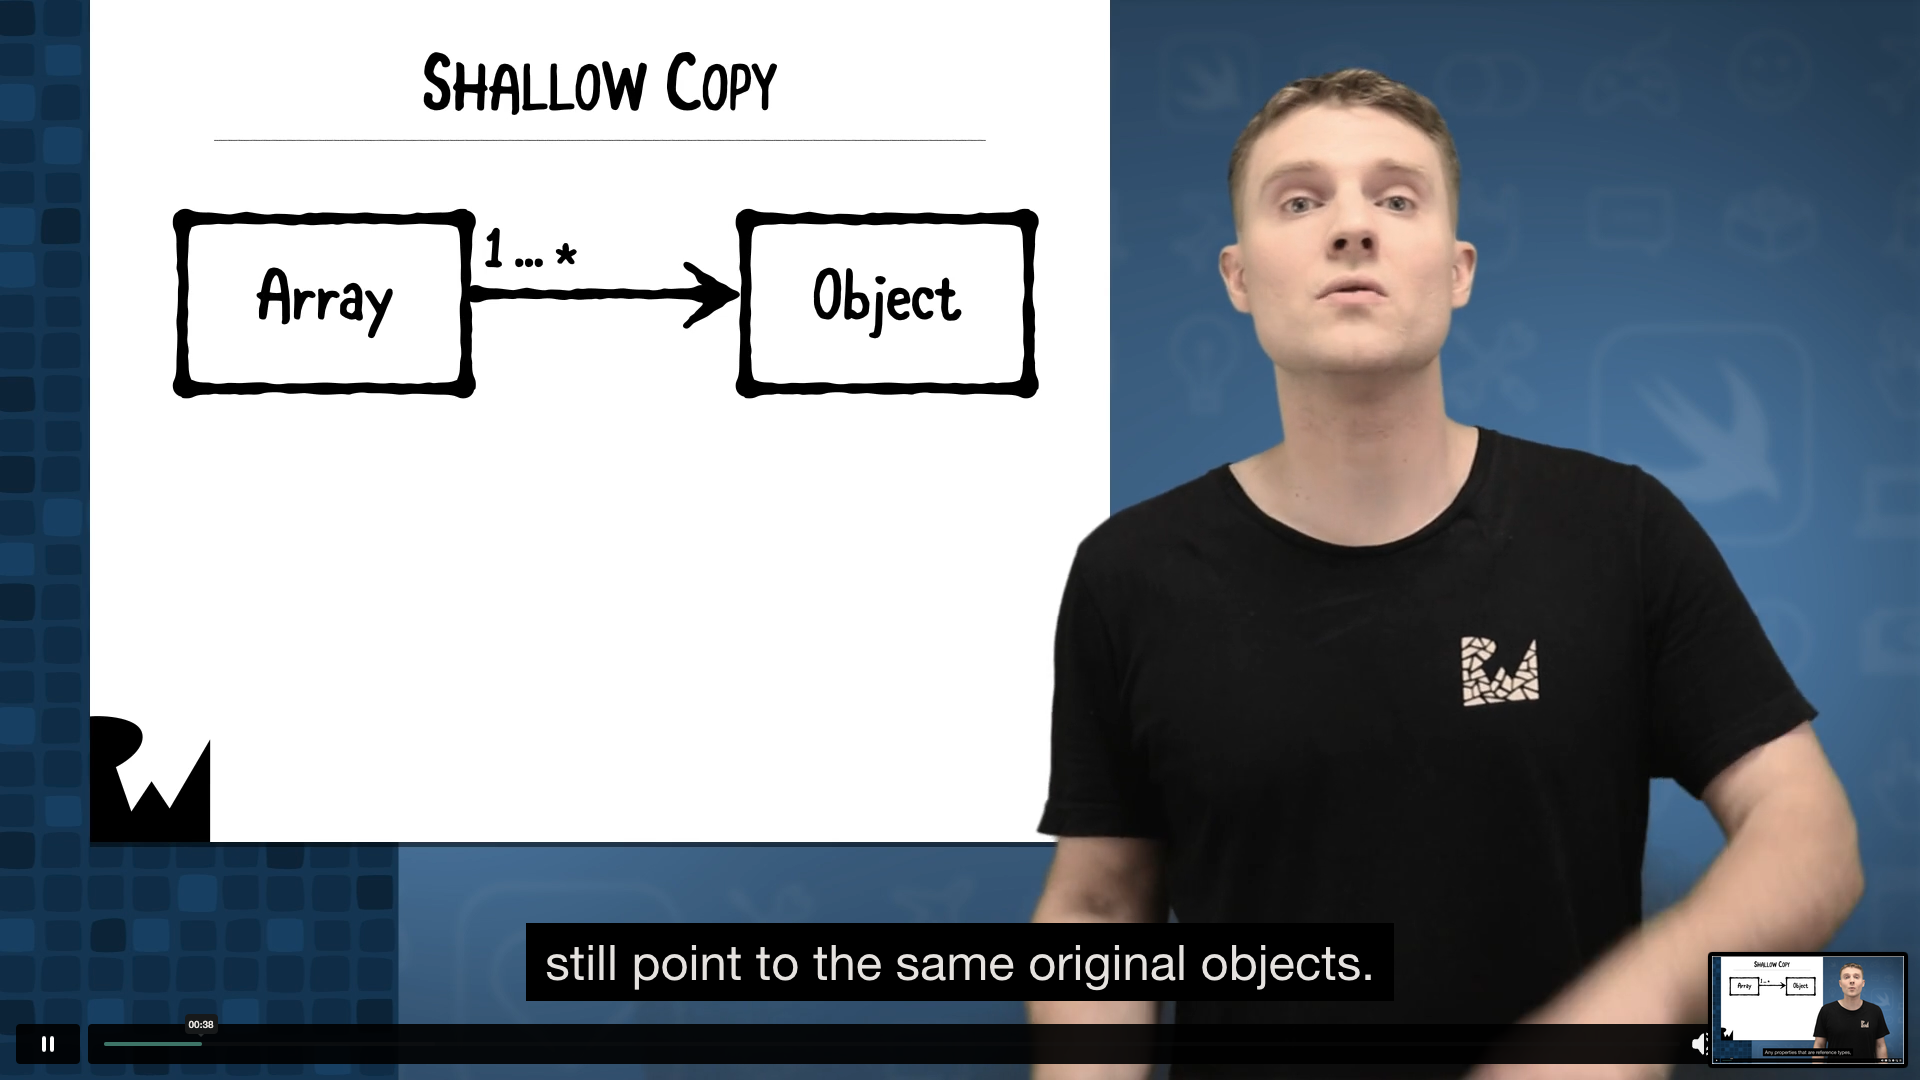 SHALLOW COPY
1 ... *
Array
Object
still point to the same original objects.
00:38
SHALLOW COPY
1 ... *
Array
Object
Any properties that are reference types,